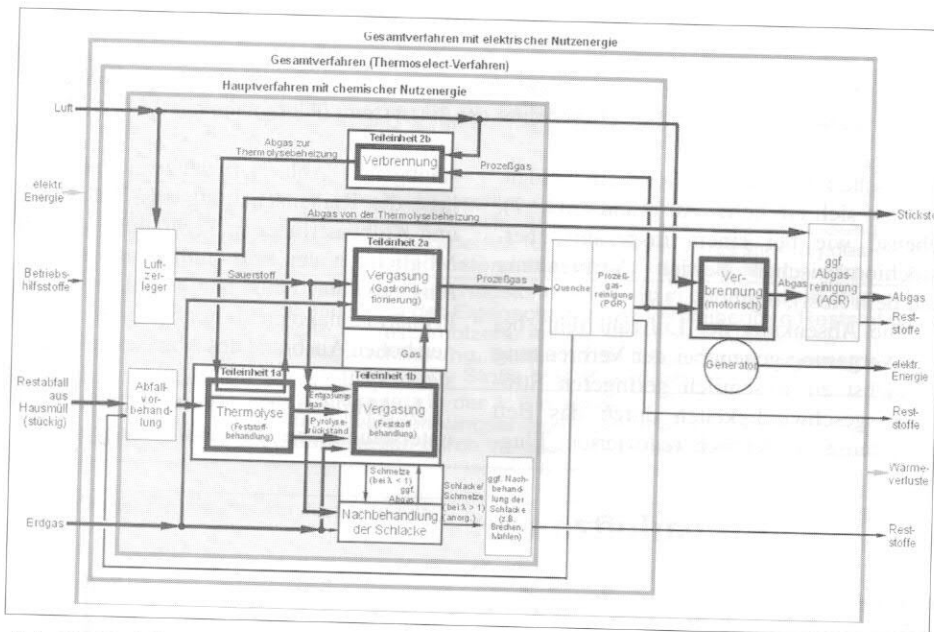 Gesamtverfahren mit elektrischer Nutzenergie
Gesamtverfahren (Thermoselect-Verfahren)
Hauptverfahren mit chemischer Nutzenergie
Luft
Teileinheit 2b
Abgas zur
Thermolysebeheizung
Verbrennung
Prozeßgas
elektr.
Energie
Abgas von der Thermolysebeheizung
Stickst
Teileinheit 2a
Luft-
zer-
leger
Sauerstoff
Vergasung
(Gaskondi-
tionierung)
Prozeßgas
Quenche
Prozeß-
gas-
reinigung
(PGR)
Ver-
brennung
(motorisch)
Abgas
ggf.
Abgas-
reinigung
(AGR)
Betriebs-
hilfsstoffe
Abgas
Rest-
stoffe
Gas
Generator
elektr.
Energie
Teileinheit 1a
Teileinheit 1b
Restabfall
aus
Hausmüll
(stückig)
Abfall-
vor-
behand-
lung
Thermolyse
(Feststoff-
behandlung)
Entgasungs-
gas
Pyrolyse-
rückstand
Vergasung
(Feststoff
behandlung)
Rest-
stoffe
Wärme-
verluste
Schmelze
(bei λ < 1)
ggf.
Abgas
Schlacke/
Schmelze
(bei λ > 1)
(anorg.)
ggf. Nach-
behand-
lung der
Schlacke
(z.B.
Brechen,
Mahlen)
Erdgas
Nachbehandlung
der Schlacke
Rest-
stoffe